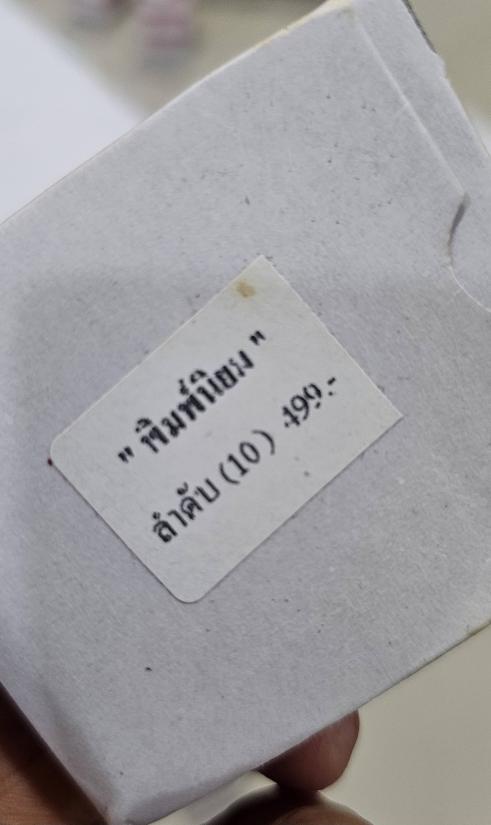 " พิมพ์นิยม "
ลำดับ (10) 499.-